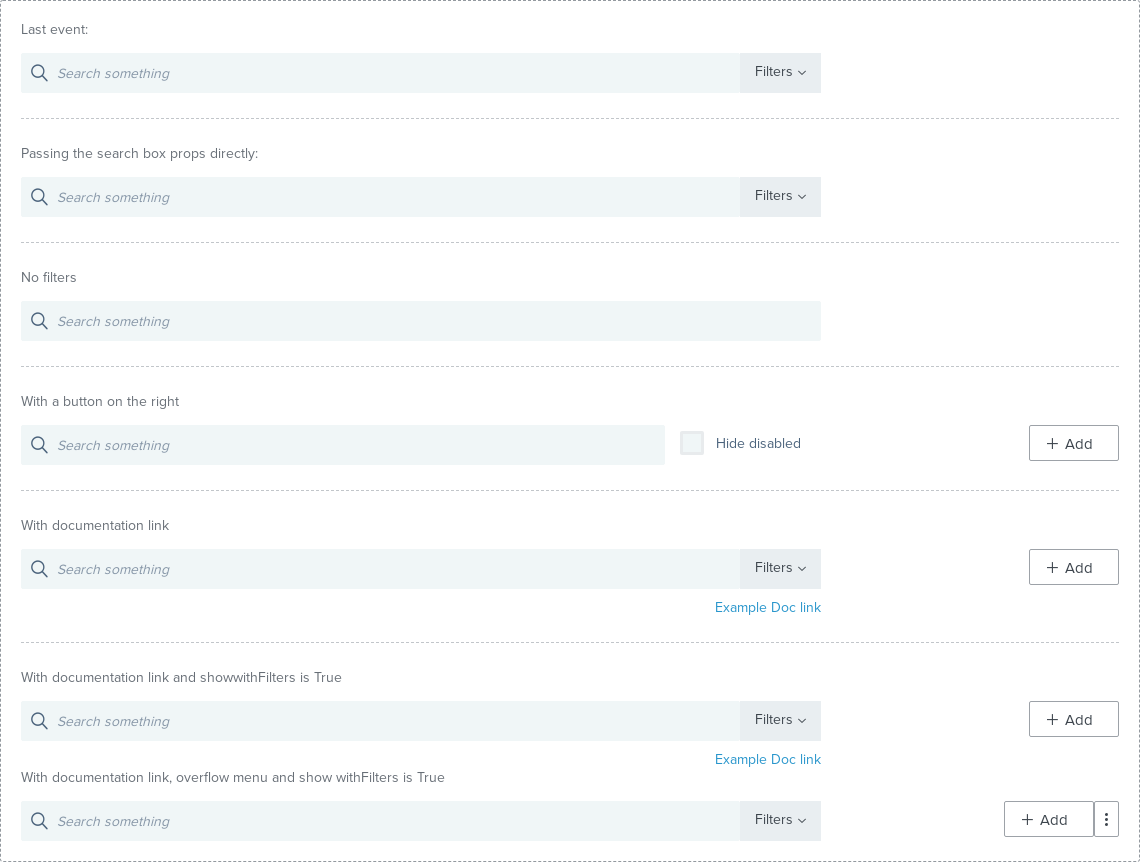 Last event:
Search something Filters
Passing the search box props directly:
Search something Filters
No filters
Search something
With a button on the right
Search something Hide disabled Add
With documentation link
Search something Filters Add
Example Doc link
With documentation link and showwithFilters is True
Search something Filters Add
Example Doc link
With documentation link, overflow menu and show withFilters is True
Search something Filters Add